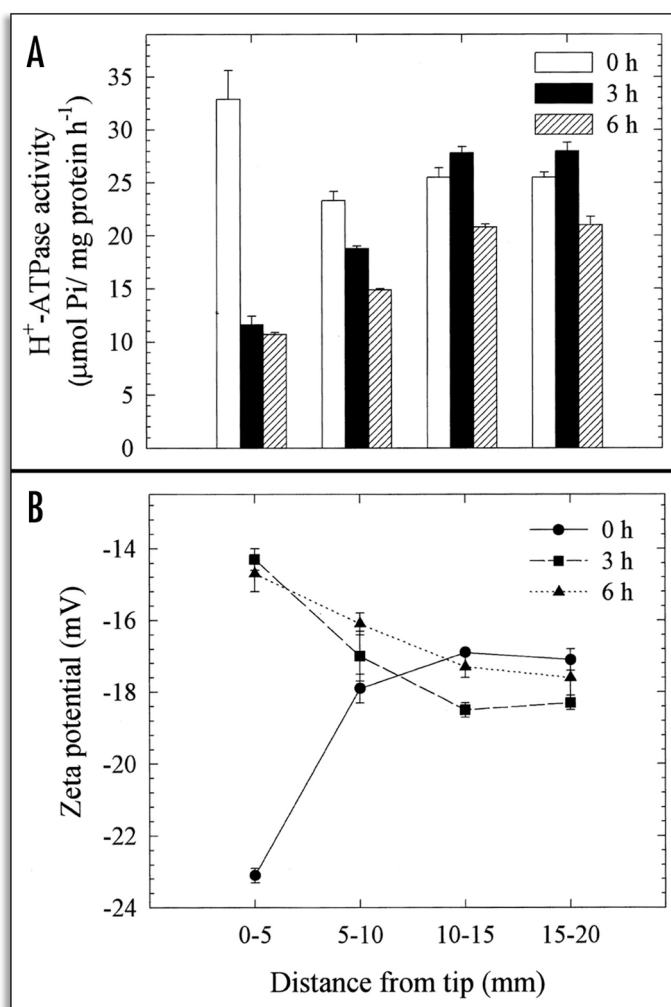 A
H⁺-ATPase activity
(μmol Pi/ mg protein h⁻¹)
35
30
25
20
15
10
5
0
0 h
3 h
6 h
B
Zeta potential (mV)
-14
-16
-18
-20
-22
-24
0 h
3 h
6 h
0-5
5-10
10-15
15-20
Distance from tip (mm)